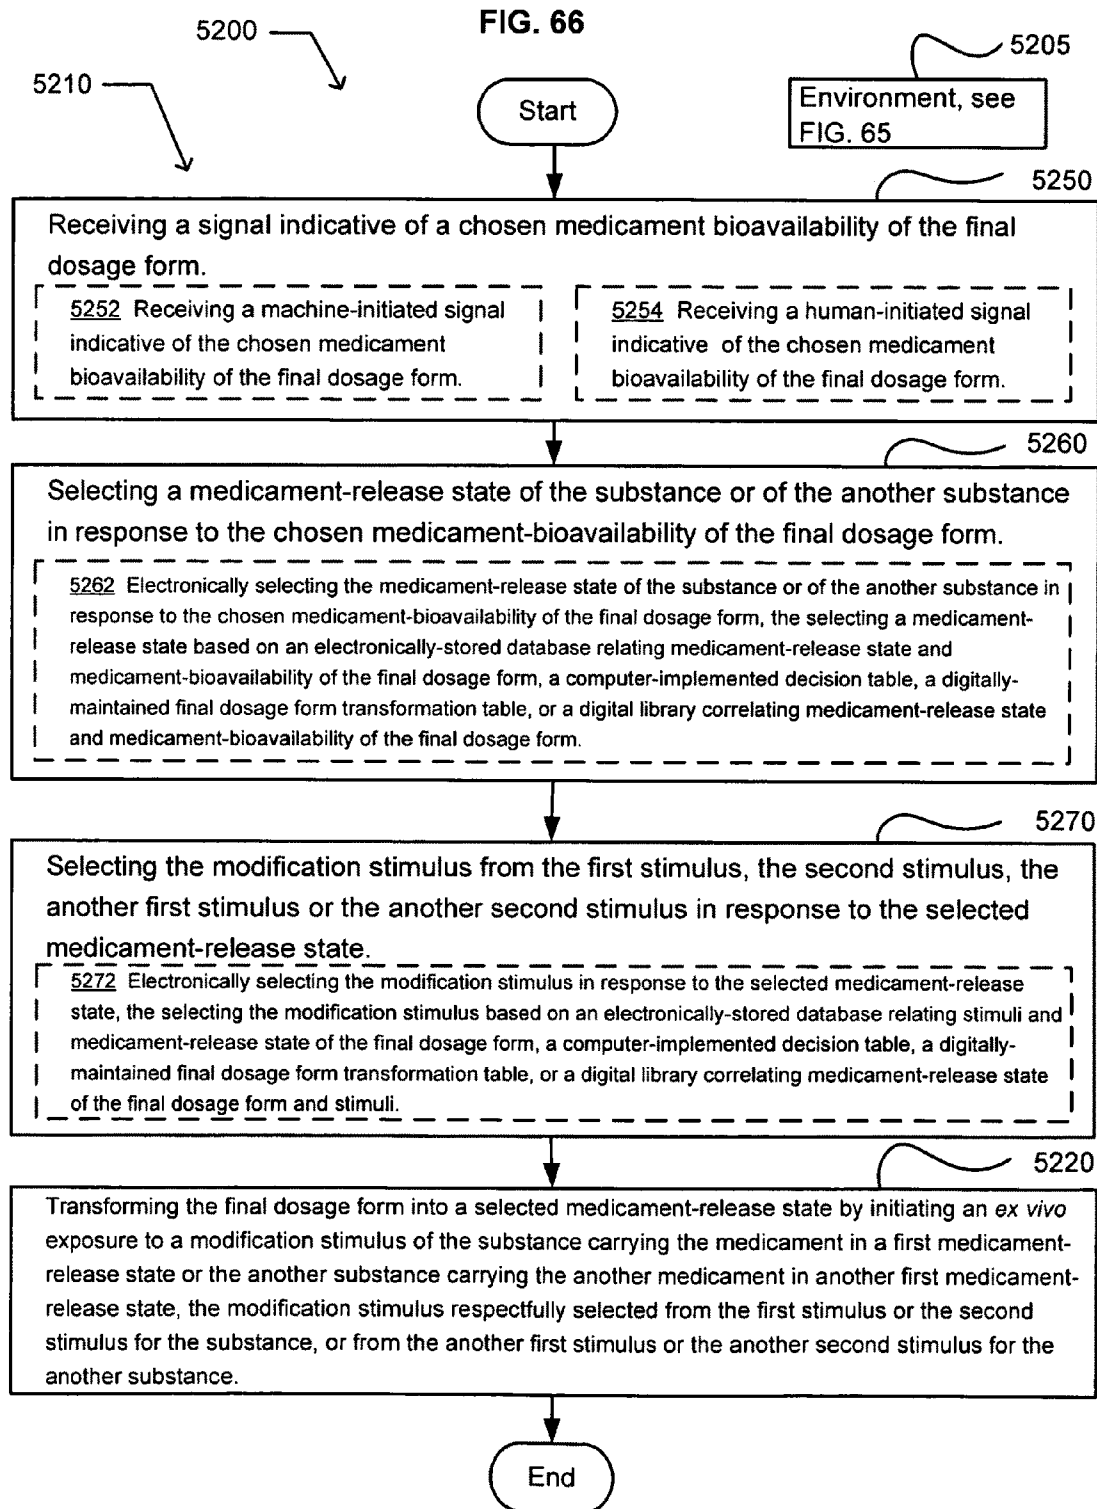 FIG. 66
5200
5205
5210
Start
Environment, see
FIG. 65
5250
Receiving a signal indicative of a chosen medicament bioavailability of the final
dosage form.
5252 Receiving a machine-initiated signal
indicative of the chosen medicament
bioavailability of the final dosage form.
5254 Receiving a human-initiated signal
indicative of the chosen medicament
bioavailability of the final dosage form.
5260
Selecting a medicament-release state of the substance or of the another substance
in response to the chosen medicament-bioavailability of the final dosage form.
5262 Electronically selecting the medicament-release state of the substance or of the another substance in
response to the chosen medicament-bioavailability of the final dosage form, the selecting a medicament-
release state based on an electronically-stored database relating medicament-release state and
medicament-bioavailability of the final dosage form, a computer-implemented decision table, a digitally-
maintained final dosage form transformation table, or a digital library correlating medicament-release state
and medicament-bioavailability of the final dosage form.
5270
Selecting the modification stimulus from the first stimulus, the second stimulus, the
another first stimulus or the another second stimulus in response to the selected
medicament-release state.
5272 Electronically selecting the modification stimulus in response to the selected medicament-release
state, the selecting the modification stimulus based on an electronically-stored database relating stimuli and
medicament-release state of the final dosage form, a computer-implemented decision table, a digitally-
maintained final dosage form transformation table, or a digital library correlating medicament-release state
of the final dosage form and stimuli.
5220
Transforming the final dosage form into a selected medicament-release state by initiating an ex vivo
exposure to a modification stimulus of the substance carrying the medicament in a first medicament-
release state or the another substance carrying the another medicament in another first medicament-
release state, the modification stimulus respectfully selected from the first stimulus or the second
stimulus for the substance, or from the another first stimulus or the another second stimulus for the
another substance.
End